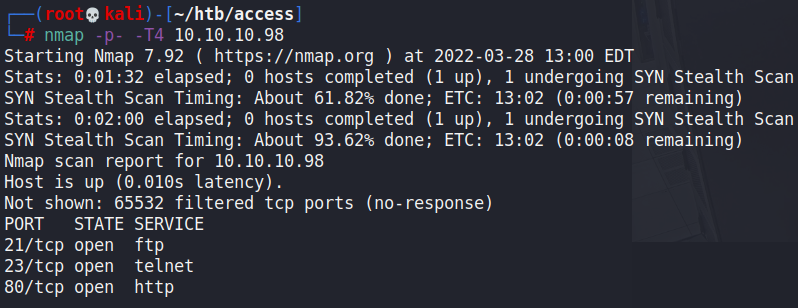 ┌──(root💀kali)-[~/htb/access]
└─# nmap -p- -T4 10.10.10.98
Starting Nmap 7.92 ( https://nmap.org ) at 2022-03-28 13:00 EDT
Stats: 0:01:32 elapsed; 0 hosts completed (1 up), 1 undergoing SYN Stealth Scan
SYN Stealth Scan Timing: About 61.82% done; ETC: 13:02 (0:00:57 remaining)
Stats: 0:02:00 elapsed; 0 hosts completed (1 up), 1 undergoing SYN Stealth Scan
SYN Stealth Scan Timing: About 93.62% done; ETC: 13:02 (0:00:08 remaining)
Nmap scan report for 10.10.10.98
Host is up (0.010s latency).
Not shown: 65532 filtered tcp ports (no-response)
PORT   STATE SERVICE
21/tcp open  ftp
23/tcp open  telnet
80/tcp open  http